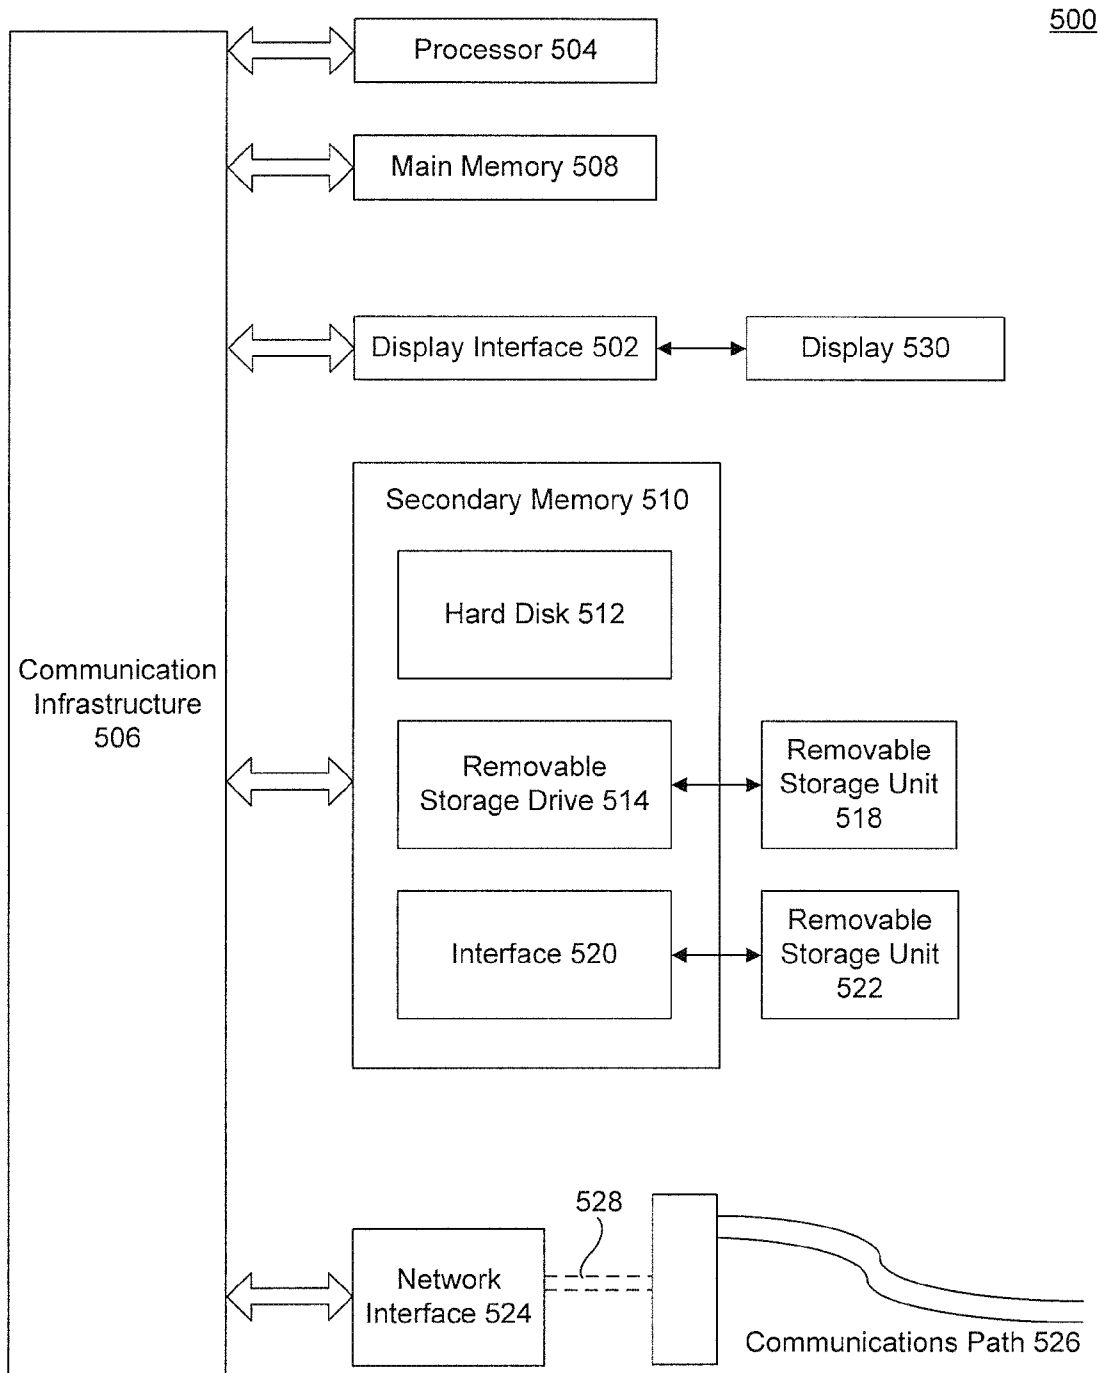 500
Processor 504
Main Memory 508
Display Interface 502
Display 530
Secondary Memory 510
Hard Disk 512
Communication
Infrastructure
506
Removable
Storage Drive 514
Removable
Storage Unit
518
Interface 520
Removable
Storage Unit
522
528
Network
Interface 524
Communications Path 526